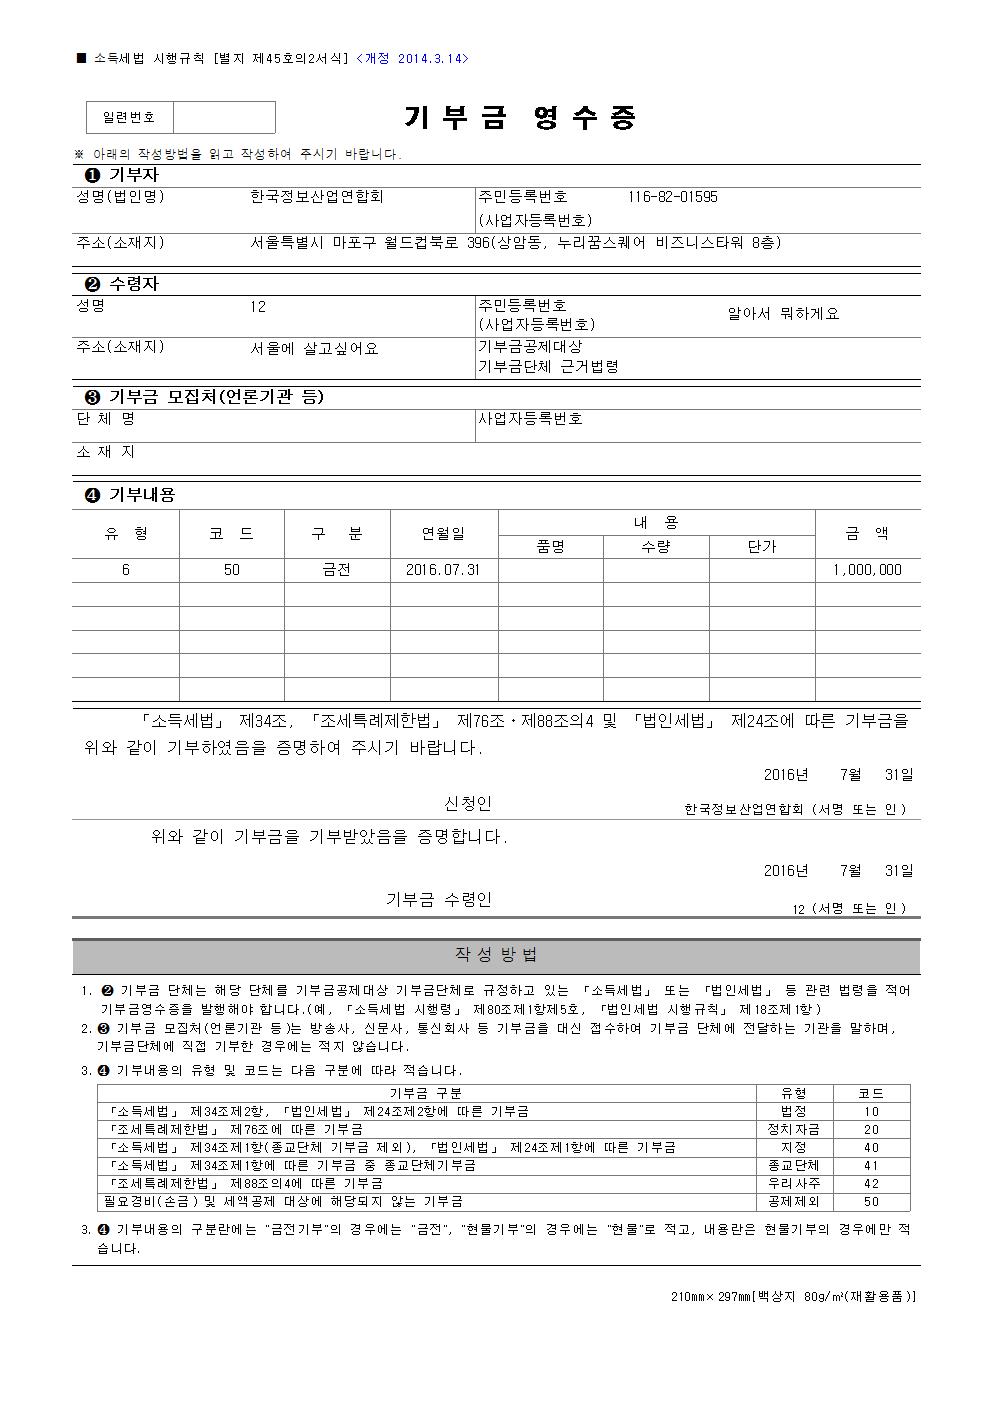 ■ 소득세법 시행규칙 [별지 제45호의2서식] <개정 2014.3.14>
일련번호
기 부 금 영 수 증
※ 아래의 작성방법을 읽고 작성하여 주시기 바랍니다.
❶ 기부자
성명(법인명) 한국정보산업연합회 주민등록번호 116-82-01595
(사업자등록번호)
주소(소재지) 서울특별시 마포구 월드컵북로 396(상암동, 누리꿈스퀘어 비즈니스타워 8층)
❷ 수령자
성명 12 주민등록번호 알아서 뭐하게요
(사업자등록번호)
주소(소재지) 서울에 살고싶어요 기부금공제대상
기부금단체 근거법령
❸ 기부금 모집처(언론기관 등)
단 체 명 사업자등록번호
소 재 지
❹ 기부내용
유 형 코 드 구 분 연월일 내 용 금 액
품명 수량 단가
6 50 금전 2016.07.31 1,000,000
「소득세법」 제34조, 「조세특례제한법」 제76조·제88조의4 및 「법인세법」 제24조에 따른 기부금을
위와 같이 기부하였음을 증명하여 주시기 바랍니다.
2016년 7월 31일
신청인 한국정보산업연합회 (서명 또는 인)
위와 같이 기부금을 기부받았음을 증명합니다.
2016년 7월 31일
기부금 수령인 12 (서명 또는 인)
작 성 방 법
1. ❷ 기부금 단체는 해당 단체를 기부금공제대상 기부금단체로 규정하고 있는 「소득세법」 또는 「법인세법」 등 관련 법령을 적어
기부금영수증을 발행해야 합니다.(예, 「소득세법 시행령」 제80조제1항제5호, 「법인세법 시행규칙」 제18조제1항)
2. ❸ 기부금 모집처(언론기관 등)는 방송사, 신문사, 통신회사 등 기부금을 대신 접수하여 기부금 단체에 전달하는 기관을 말하며,
기부금단체에 직접 기부한 경우에는 적지 않습니다.
3. ❹ 기부내용의 유형 및 코드는 다음 구분에 따라 적습니다.
기부금 구분 유형 코드
「소득세법」 제34조제2항, 「법인세법」 제24조제2항에 따른 기부금 법정 10
「조세특례제한법」 제76조에 따른 기부금 정치자금 20
「소득세법」 제34조제1항(종교단체 기부금 제외), 「법인세법」 제24조제1항에 따른 기부금 지정 40
「소득세법」 제34조제1항에 따른 기부금 중 종교단체기부금 종교단체 41
「조세특례제한법」 제88조의4에 따른 기부금 우리사주 42
필요경비(손금) 및 세액공제 대상에 해당되지 않는 기부금 공제제외 50
3. ❹ 기부내용의 구분란에는 "금전기부"의 경우에는 "금전", "현물기부"의 경우에는 "현물"로 적고, 내용란은 현물기부의 경우에만 적
습니다.
210mm×297mm[백상지 80g/㎡(재활용품)]